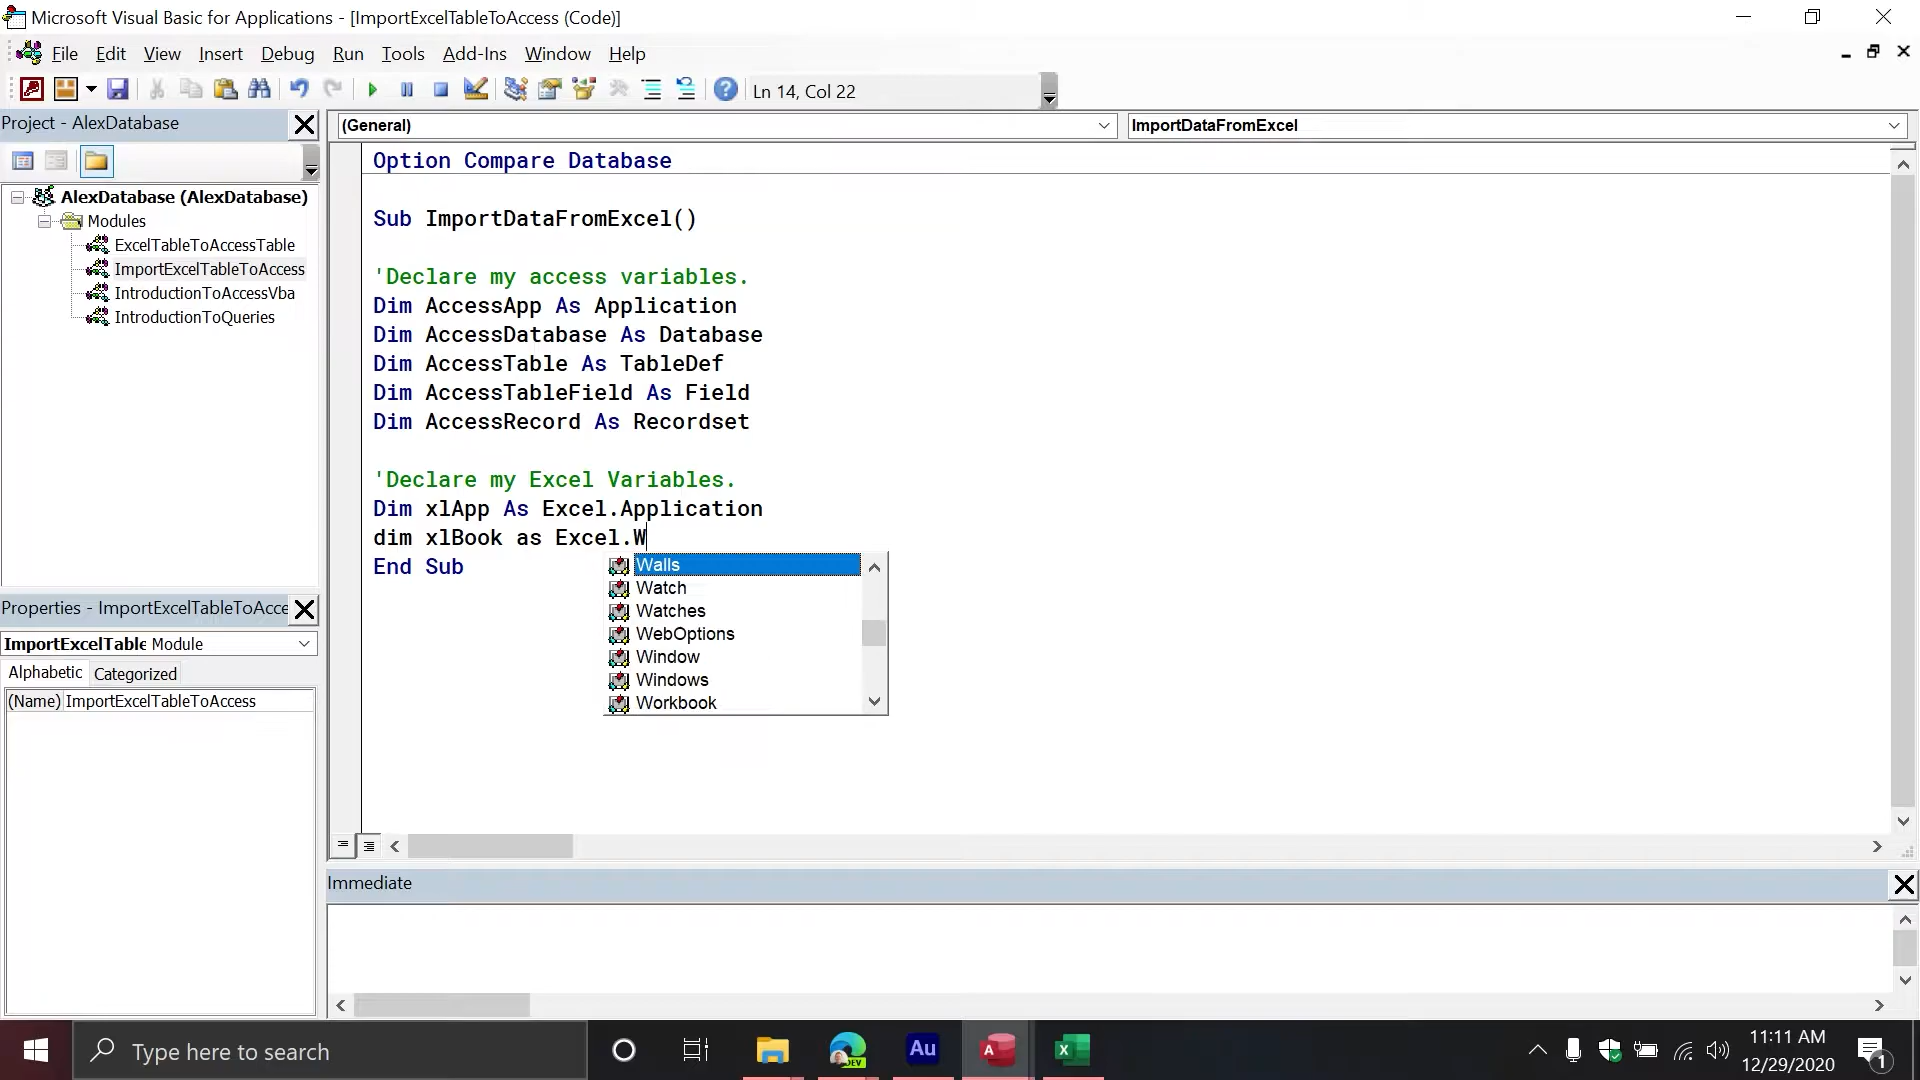 Microsoft Visual Basic for Applications - [ImportExcelTableToAccess (Code)]
File Edit View Insert Debug Run Tools Add-Ins Window Help
Ln 14, Col 22
Project - AlexDatabase
(General)
ImportDataFromExcel
AlexDatabase (AlexDatabase)
Modules
ExcelTableToAccessTable
ImportExcelTableToAccess
IntroductionToAccessVba
IntroductionToQueries
Option Compare Database
Sub ImportDataFromExcel()
'Declare my access variables.
Dim AccessApp As Application
Dim AccessDatabase As Database
Dim AccessTable As TableDef
Dim AccessTableField As Field
Dim AccessRecord As Recordset
'Declare my Excel Variables.
Dim xlApp As Excel.Application
dim xlBook as Excel.W
End Sub
Walls
Watch
Watches
WebOptions
Window
Windows
Workbook
Properties - ImportExcelTableToAcce
ImportExcelTable Module
Alphabetic Categorized
(Name) ImportExcelTableToAccess
Immediate
Type here to search
DEV
Au
A
X
11:11 AM
12/29/2020
1